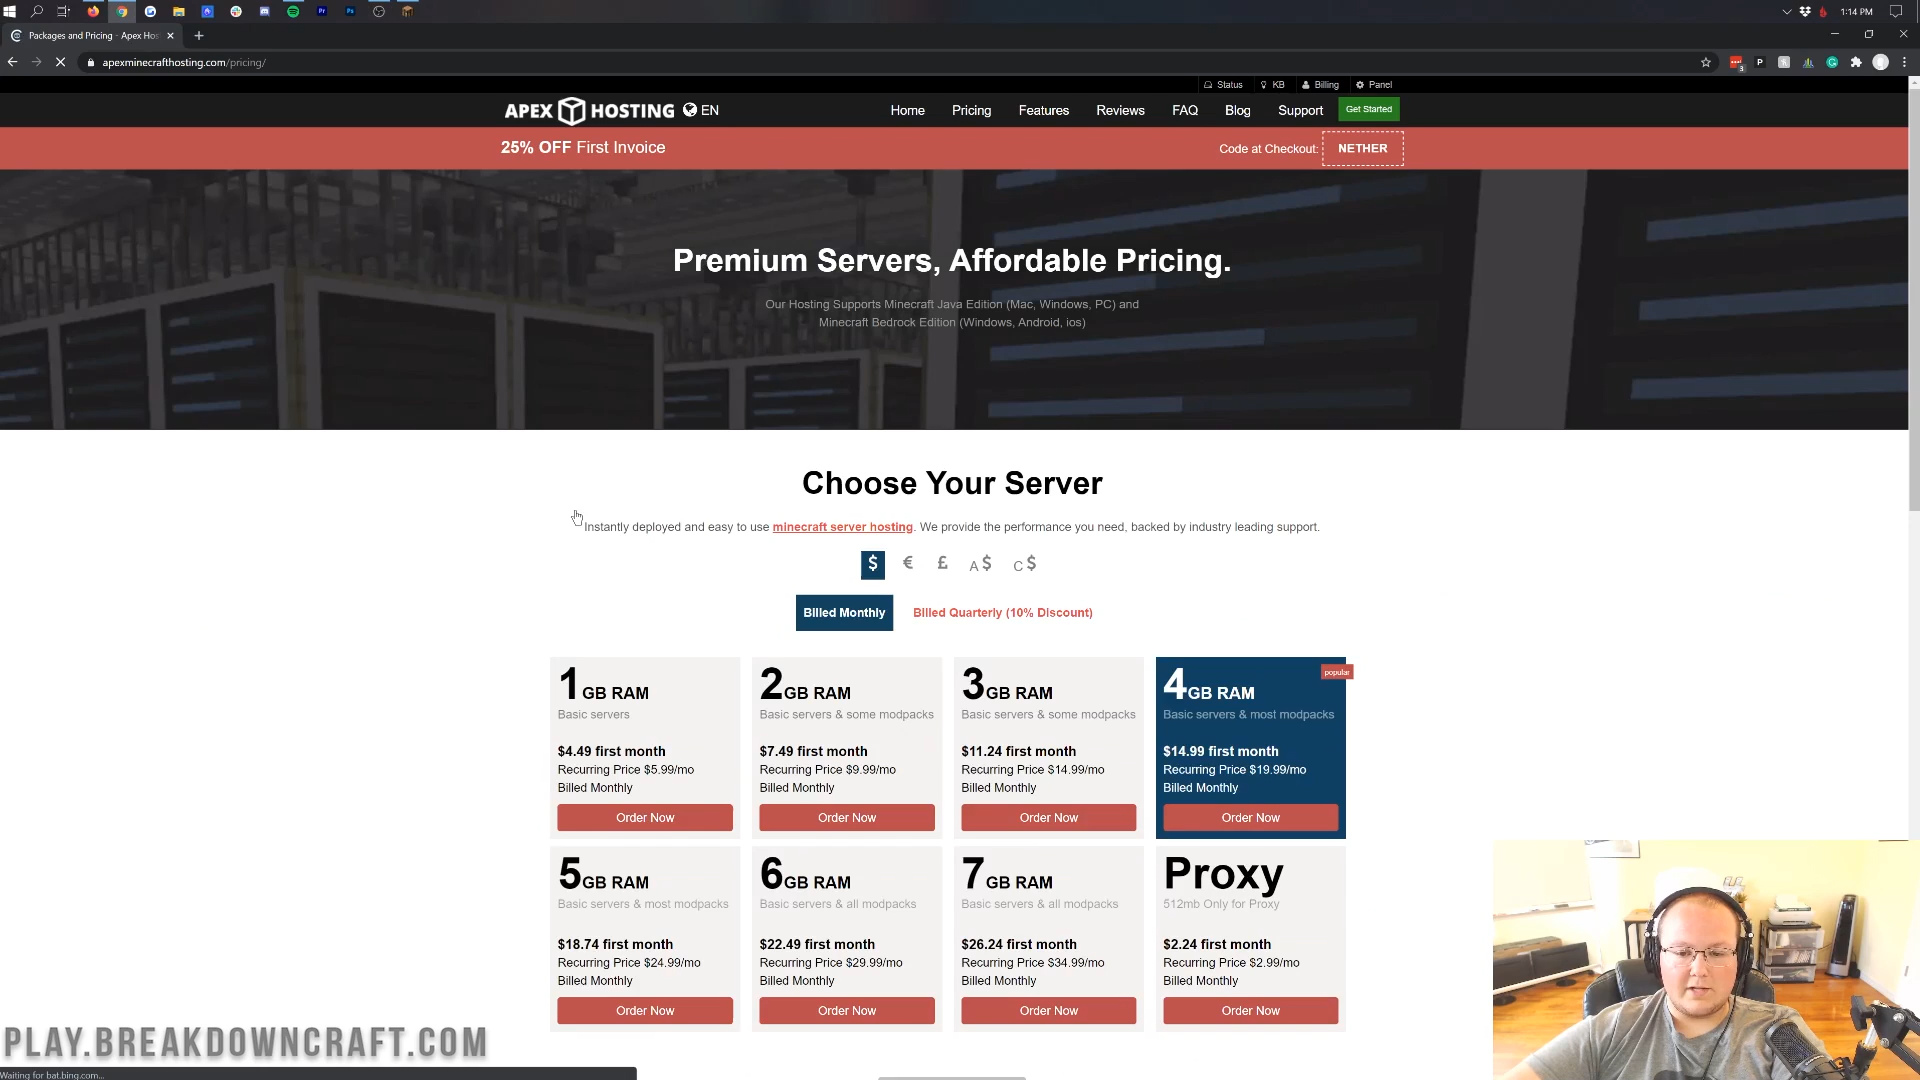 1:14 PM
Packages and Pricing - Apex Hos
apexminecrafthosting.com/pricing/
3
Status KB Billing Panel
APEX HOSTING EN
Home Pricing Features Reviews FAQ Blog Support Get Started
25% OFF First Invoice
Code at Checkout: NETHER
Premium Servers, Affordable Pricing.
Our Hosting Supports Minecraft Java Edition (Mac, Windows, PC) and
Minecraft Bedrock Edition (Windows, Android, ios)
Choose Your Server
Instantly deployed and easy to use minecraft server hosting. We provide the performance you need, backed by industry leading support.
$ € £ A$ C$
Billed Monthly Billed Quarterly (10% Discount)
1 GB RAM
Basic servers
$4.49 first month
Recurring Price $5.99/mo
Billed Monthly
Order Now
2GB RAM
Basic servers & some modpacks
$7.49 first month
Recurring Price $9.99/mo
Billed Monthly
Order Now
3GB RAM
Basic servers & some modpacks
$11.24 first month
Recurring Price $14.99/mo
Billed Monthly
Order Now
popular
4GB RAM
Basic servers & most modpacks
$14.99 first month
Recurring Price $19.99/mo
Billed Monthly
Order Now
5GB RAM
Basic servers & most modpacks
$18.74 first month
Recurring Price $24.99/mo
Billed Monthly
Order Now
6GB RAM
Basic servers & all modpacks
$22.49 first month
Recurring Price $29.99/mo
Billed Monthly
Order Now
7 GB RAM
Basic servers & all modpacks
$26.24 first month
Recurring Price $34.99/mo
Billed Monthly
Order Now
Proxy
512mb Only for Proxy
$2.24 first month
Recurring Price $2.99/mo
Billed Monthly
Order Now
PLAY.BREAKDOWNCRAFT.COM
Waiting for bat.bing.com...